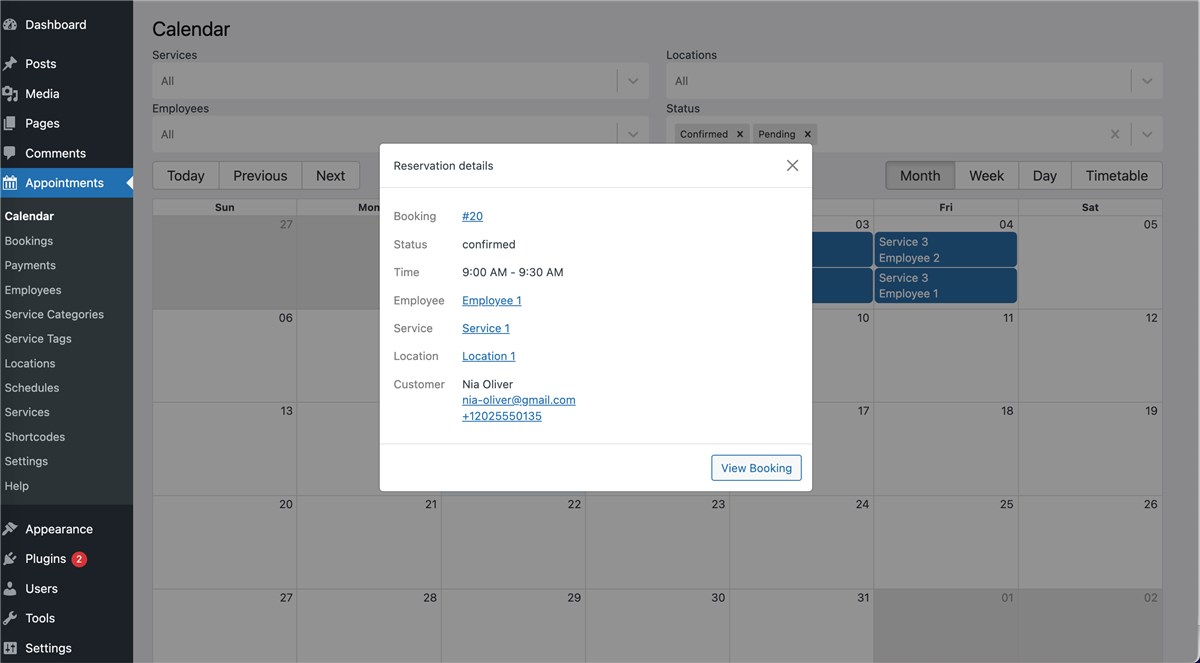 Dashboard
Posts
Media
Pages
Comments
Appointments
Calendar
Bookings
Payments
Employees
Service Categories
Service Tags
Locations
Schedules
Services
Shortcodes
Settings
Help
Appearance
Plugins 2
Users
Tools
Settings
Calendar
Services
All
Locations
All
Employees
All
Status
Confirmed × Pending ×
Today Previous Next
Month Week Day Timetable
Sun Mon Fri Sat
27 03 04 05
Service 3
Employee 2
Service 3
Employee 1
06 10 11 12
13 17 18 19
20 21 22 23 24 25 26
27 28 29 30 31 01 02
Reservation details
Booking #20
Status confirmed
Time 9:00 AM - 9:30 AM
Employee Employee 1
Service Service 1
Location Location 1
Customer Nia Oliver
nia-oliver@gmail.com
+12025550135
View Booking